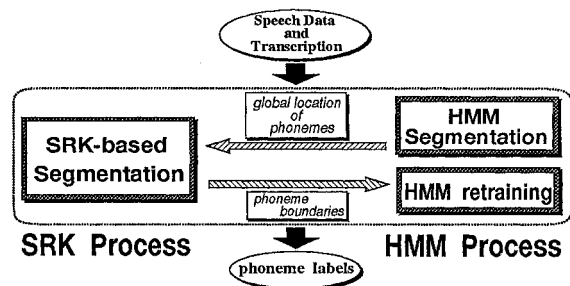 Speech Data
and
Transcription
global location
of
phonemes
HMM
Segmentation
SRK-based
Segmentation
HMM retraining
phoneme
boundaries
SRK Process
HMM Process
phoneme labels